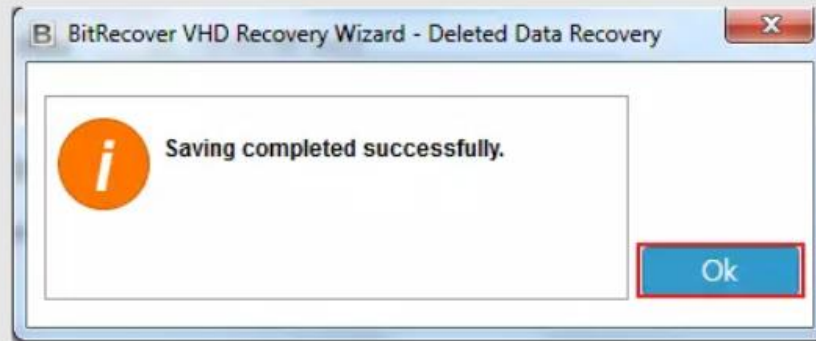 BitRecover VHD Recovery Wizard - Deleted Data Recovery
Saving completed successfully.
Ok